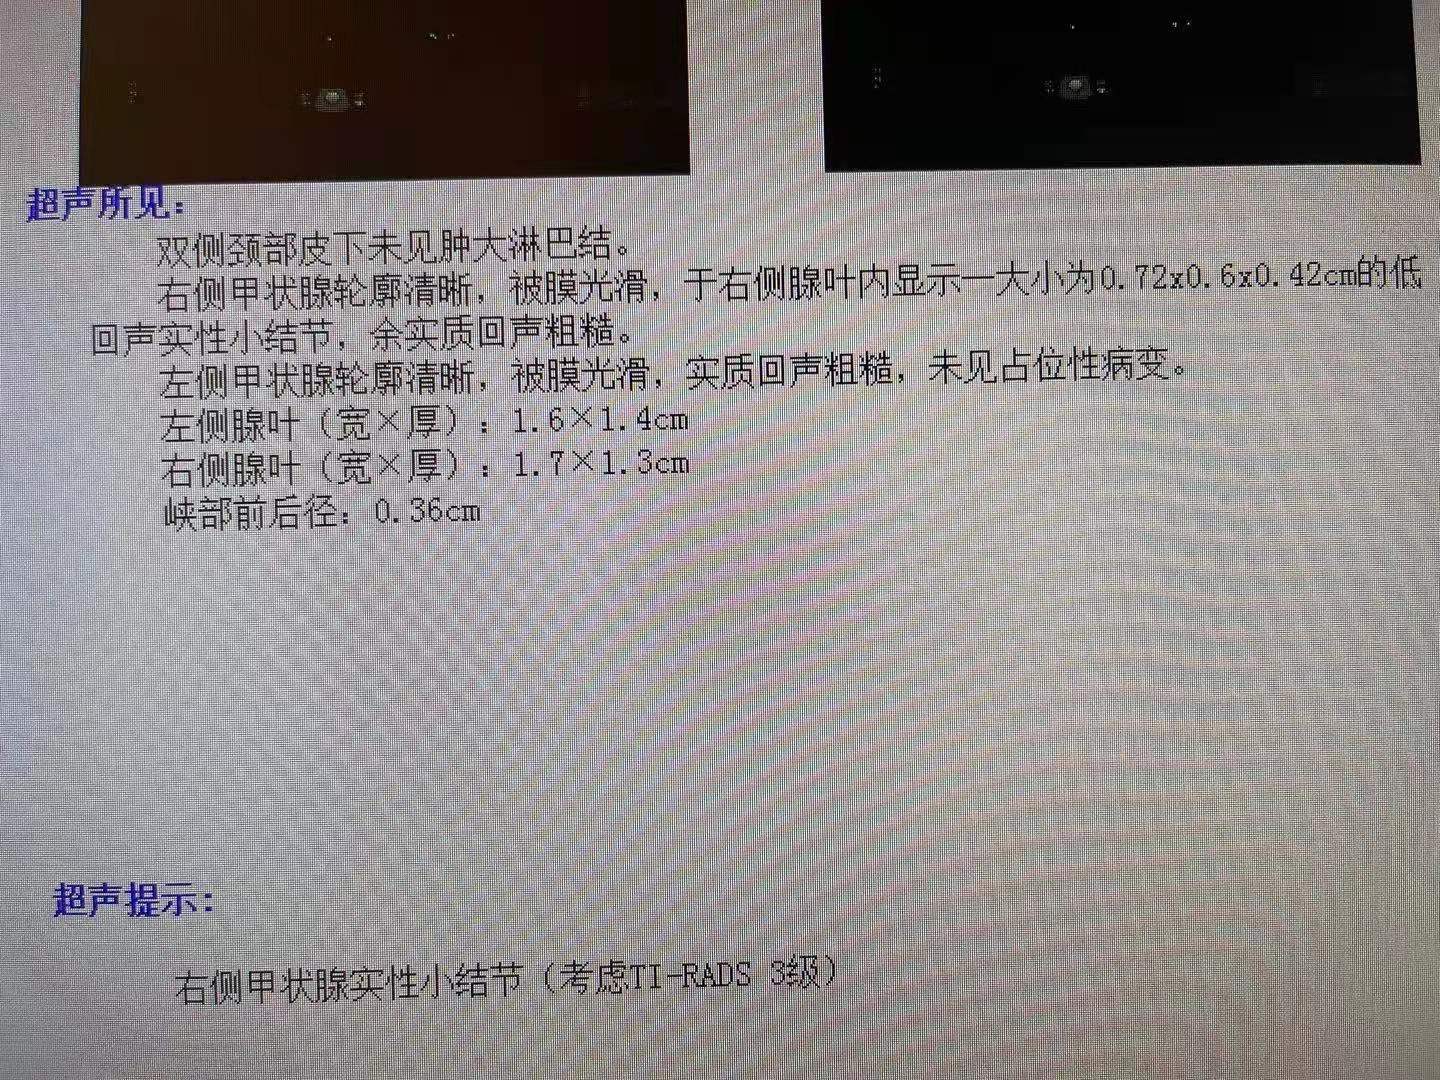 超声所见：
双侧颈部皮下未见肿大淋巴结。
右侧甲状腺轮廓清晰，被膜光滑，于右侧腺叶内显示一大小为0.72x0.6x0.42cm的低
回声实性小结节，余实质回声粗糙。
左侧甲状腺轮廓清晰，被膜光滑，实质回声粗糙，未见占位性病变。
左侧腺叶（宽×厚）：1.6×1.4cm
右侧腺叶（宽×厚）：1.7×1.3cm
峡部前后径：0.36cm
超声提示：
右侧甲状腺实性小结节（考虑TI-RADS 3级）